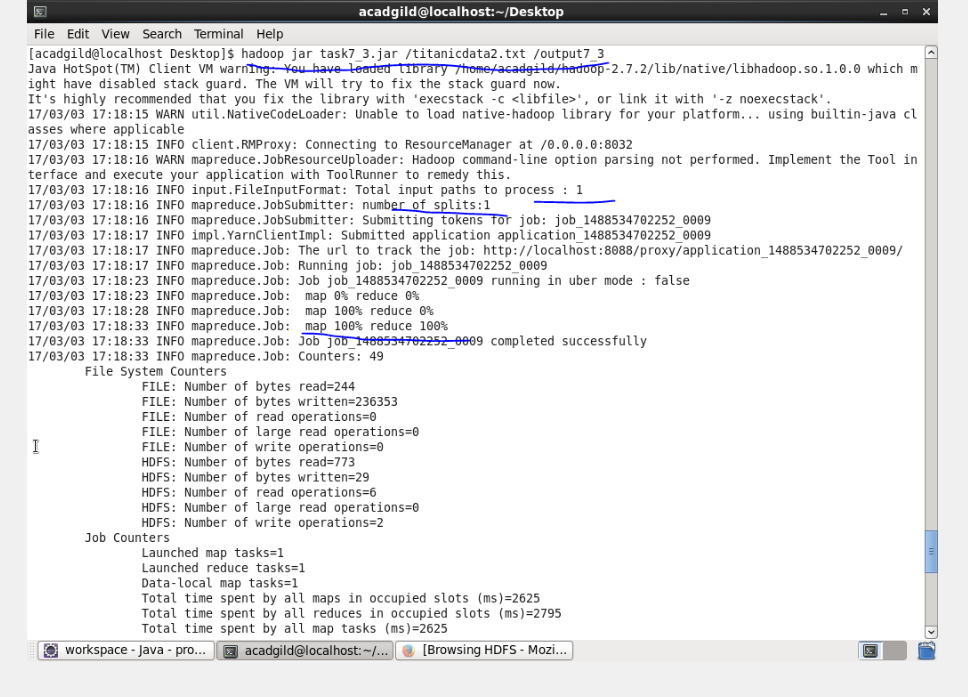 acadgild@localhost:~/Desktop
File Edit View Search Terminal Help
[acadgild@localhost Desktop]$ hadoop jar task7_3.jar /titanicdata2.txt /output7_3
Java HotSpot(TM) Client VM warning: You have loaded library /home/acadgild/hadoop-2.7.2/lib/native/libhadoop.so.1.0.0 which m
ight have disabled stack guard. The VM will try to fix the stack guard now.
It's highly recommended that you fix the library with 'execstack -c <libfile>', or link it with '-z noexecstack'.
17/03/03 17:18:15 WARN util.NativeCodeLoader: Unable to load native-hadoop library for your platform... using builtin-java cl
asses where applicable
17/03/03 17:18:15 INFO client.RMProxy: Connecting to ResourceManager at /0.0.0.0:8032
17/03/03 17:18:16 WARN mapreduce.JobResourceUploader: Hadoop command-line option parsing not performed. Implement the Tool in
terface and execute your application with ToolRunner to remedy this.
17/03/03 17:18:16 INFO input.FileInputFormat: Total input paths to process : 1
17/03/03 17:18:16 INFO mapreduce.JobSubmitter: number of splits:1
17/03/03 17:18:16 INFO mapreduce.JobSubmitter: Submitting tokens for job: job_1488534702252_0009
17/03/03 17:18:17 INFO impl.YarnClientImpl: Submitted application application_1488534702252_0009
17/03/03 17:18:17 INFO mapreduce.Job: The url to track the job: http://localhost:8088/proxy/application_1488534702252_0009/
17/03/03 17:18:17 INFO mapreduce.Job: Running job: job_1488534702252_0009
17/03/03 17:18:23 INFO mapreduce.Job: Job job_1488534702252_0009 running in uber mode : false
17/03/03 17:18:23 INFO mapreduce.Job:  map 0% reduce 0%
17/03/03 17:18:28 INFO mapreduce.Job:  map 100% reduce 0%
17/03/03 17:18:33 INFO mapreduce.Job:  map 100% reduce 100%
17/03/03 17:18:33 INFO mapreduce.Job: Job job_1488534702252_0009 completed successfully
17/03/03 17:18:33 INFO mapreduce.Job: Counters: 49
File System Counters
FILE: Number of bytes read=244
FILE: Number of bytes written=236353
FILE: Number of read operations=0
FILE: Number of large read operations=0
FILE: Number of write operations=0
HDFS: Number of bytes read=773
HDFS: Number of bytes written=29
HDFS: Number of read operations=6
HDFS: Number of large read operations=0
HDFS: Number of write operations=2
Job Counters
Launched map tasks=1
Launched reduce tasks=1
Data-local map tasks=1
Total time spent by all maps in occupied slots (ms)=2625
Total time spent by all reduces in occupied slots (ms)=2795
Total time spent by all map tasks (ms)=2625
workspace - Java - pro... acadgild@localhost:~/... [Browsing HDFS - Mozi...